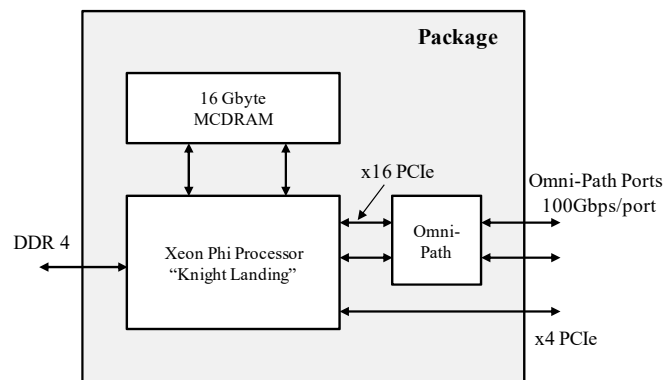 Package
16 Gbyte
MCDRAM
x16 PCIe
Omni-Path Ports
100Gbps/port
DDR 4
Xeon Phi Processor
“Knight Landing”
Omni-
Path
x4 PCIe